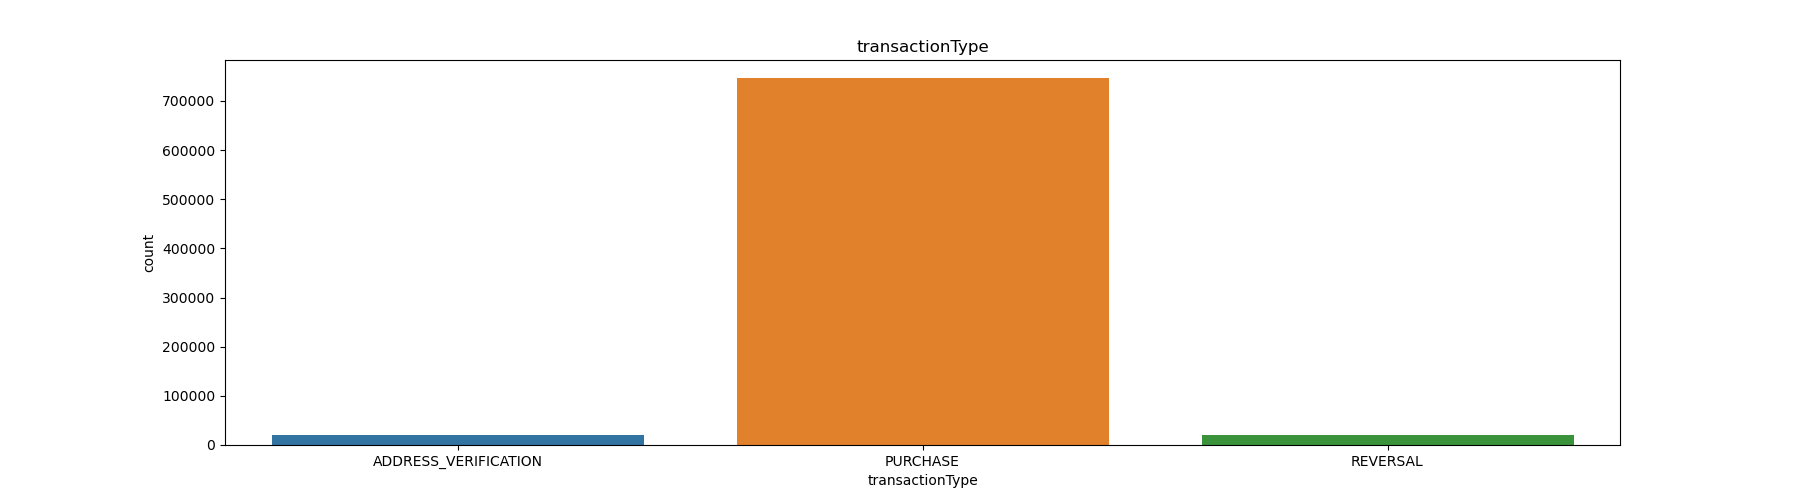 transactionType
700000
600000
500000
400000
300000
200000
100000
0
count
ADDRESS_VERIFICATION PURCHASE REVERSAL
transactionType